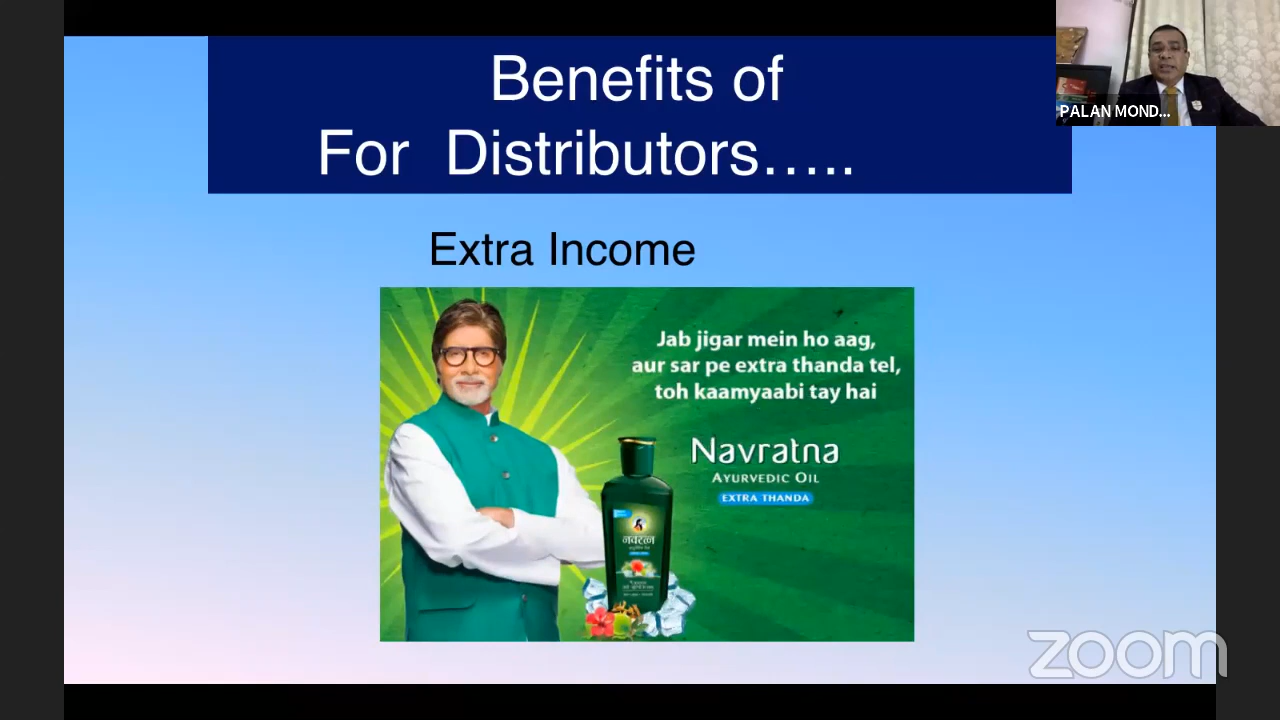 Benefits of
For Distributors…..
PALAN MOND...
Extra Income
Jab jigar mein ho aag,
aur sar pe extra thanda tel,
toh kaamyaabi tay hai
Navratna
AYURVEDIC OIL
EXTRA THANDA
नवरत्न
zoom